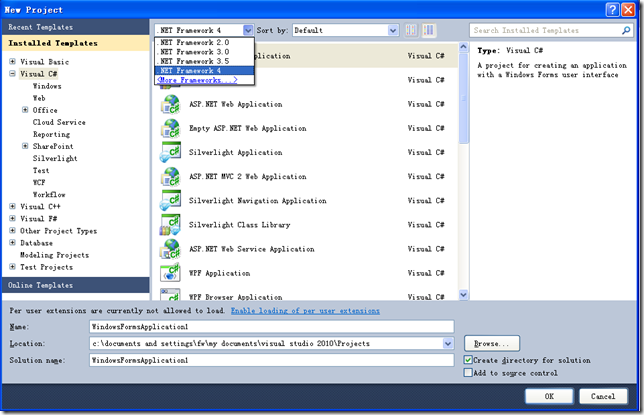 New Project
Recent Templates
Installed Templates
Visual Basic
Visual C#
Windows
Web
Office
Cloud Service
Reporting
SharePoint
Silverlight
Test
WCF
Workflow
Visual C++
Visual F#
Other Project Types
Database
Modeling Projects
Test Projects
Online Templates
.NET Framework 4
Sort by: Default
Search Installed Templates
.NET Framework 2.0
.NET Framework 3.0
.NET Framework 3.5
.NET Framework 4
<More Frameworks...>
plication Visual C#
Visual C#
ASP.NET Web Application Visual C#
Empty ASP.NET Web Application Visual C#
Silverlight Application Visual C#
ASP.NET MVC 2 Web Application Visual C#
Silverlight Navigation Application Visual C#
Silverlight Class Library Visual C#
ASP.NET Web Service Application Visual C#
WPF Application Visual C#
WPF Browser Application Visual C#
Type: Visual C#
A project for creating an application
with a Windows Forms user interface
Per user extensions are currently not allowed to load. Enable loading of per user extensions
Name: WindowsFormsApplication1
Location: c:\documents and settings\fw\my documents\visual studio 2010\Projects
Browse...
Solution name: WindowsFormsApplication1
Create directory for solution
Add to source control
OK
Cancel